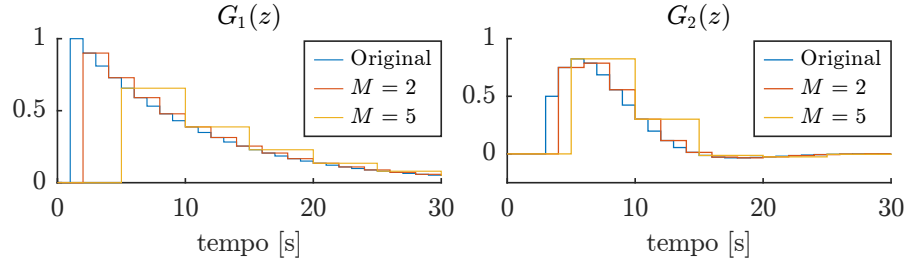 G₁(z)
1
0.5
0
0 10 20 30
tempo [s]
Original
M = 2
M = 5
G₂(z)
1
0.5
0
0 10 20 30
tempo [s]
Original
M = 2
M = 5